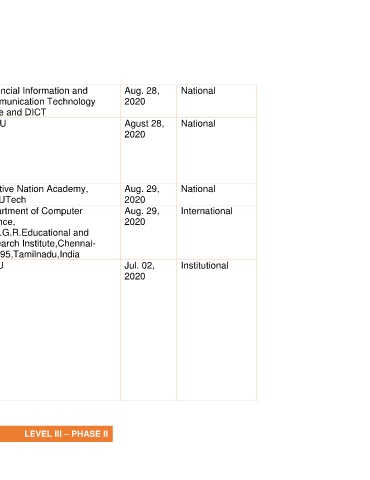 ncial Information and Aug. 28, National
munication Technology 2020
e and DICT
U Agust 28, National
2020
tive Nation Academy, Aug. 29, National
UTech 2020
artment of Computer Aug. 29, International
nce, 2020
.G.R.Educational and
earch Institute,Chennai-
95,Tamilnadu,India
U Jul. 02, Institutional
2020
LEVEL III – PHASE II